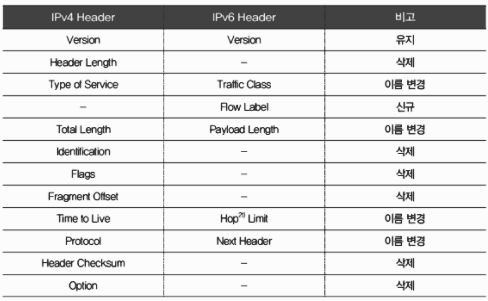 IPv4 Header IPv6 Header 비고
Version Version 유지
Header Length – 삭제
Type of Service Traffic Class 이름 변경
– Flow Label 신규
Total Length Payload Length 이름 변경
Identification – 삭제
Flags – 삭제
Fragment Offset – 삭제
Time to Live Hop²⁹ Limit 이름 변경
Protocol Next Header 이름 변경
Header Checksum – 삭제
Option – 삭제